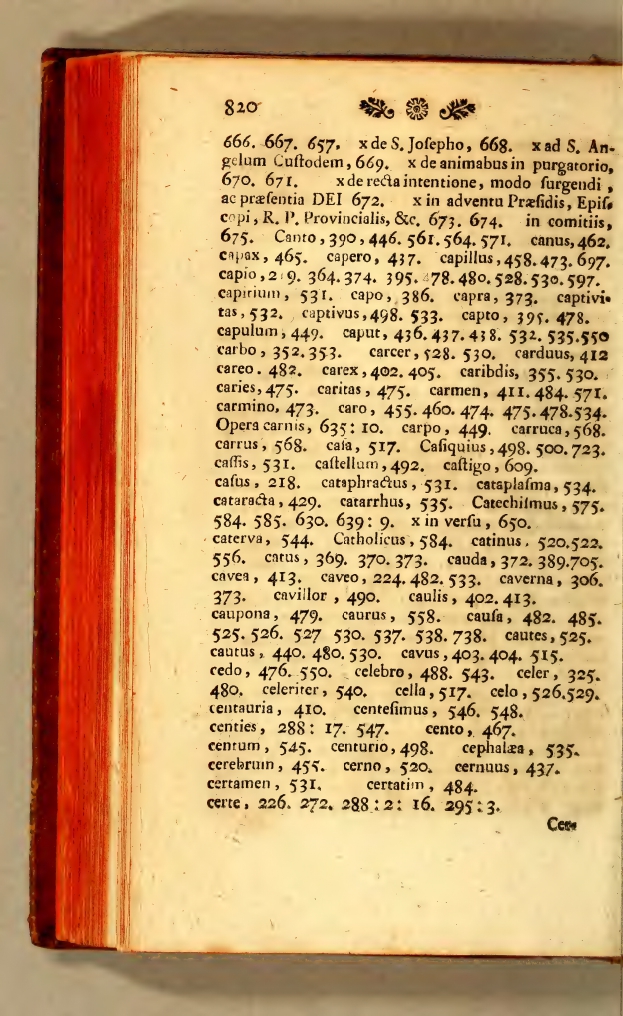 820
666. 667. 657. x de S. Joſepho, 668. x ad S. An-
gelum Cuſtodem, 669. x de animabus in purgatorio,
670. 671. x de recta intentione, modo ſurgendi,
ac præſentia DEI 672. x in adventu Præſidis, Epiſ-
copi, R. P. Provincialis, &c. 673. 674. in comitiis,
675. Canto, 390, 446. 561. 564. 571. canus, 462.
capax, 465. capero, 437. capillus, 458. 473. 697.
capio, 364. 374. 395. 478. 480. 528. 530. 597.
capitium, 531. capo, 386. capra, 373. captivi-
tas, 532. captivus, 498. 533. capto, 395. 478.
capulum, 449. caput, 436. 437. 438. 532. 535. 550
carbo, 352. 353. carcer, 528. 530. carduus, 412
careo. 482. carex, 402. 405. caribdis, 355. 530.
caries, 475. caritas, 475. carmen, 411. 484. 571.
carmino, 473. caro, 455. 460. 474. 475. 478. 534.
Opera carnis, 635: 10. carpo, 449. carruca, 568.
carrus, 568. caſa, 517. Caſiquius, 498. 500. 723.
caſſis, 531. caſtellum, 492. caſtigo, 609.
caſus, 218. cataphractus, 531. cataplaſma, 534.
cataracta, 429. catarrhus, 535. Catechiſmus, 575.
584. 585. 630. 639: 9. x in verſu, 650.
caterva, 544. Catholicus, 584. catinus. 520. 522.
556. catus, 369. 370. 373. cauda, 372. 389. 705.
cavea, 413. caveo, 224. 482. 533. caverna, 306.
373. cavillor, 490. caulis, 402. 413.
caupona, 479. caurus, 558. cauſa, 482. 485.
525. 526. 527 530. 537. 538. 738. cautes, 525.
cautus, 440. 480. 530. cavus, 403. 404. 515.
cedo, 476. 550. celebro, 488. 543. celer, 325.
480. celeriter, 540. cella, 517. celo, 526. 529.
centauria, 410. centeſimus, 546. 548.
centies, 288: 17. 547. cento, 467.
centum, 545. centurio, 498. cephalæa, 535.
cerebrum, 455. cerno, 520. cernuus, 437.
certamen, 531. certatim, 484.
certe, 226. 272. 288: 2: 16. 295: 3.
Cer-